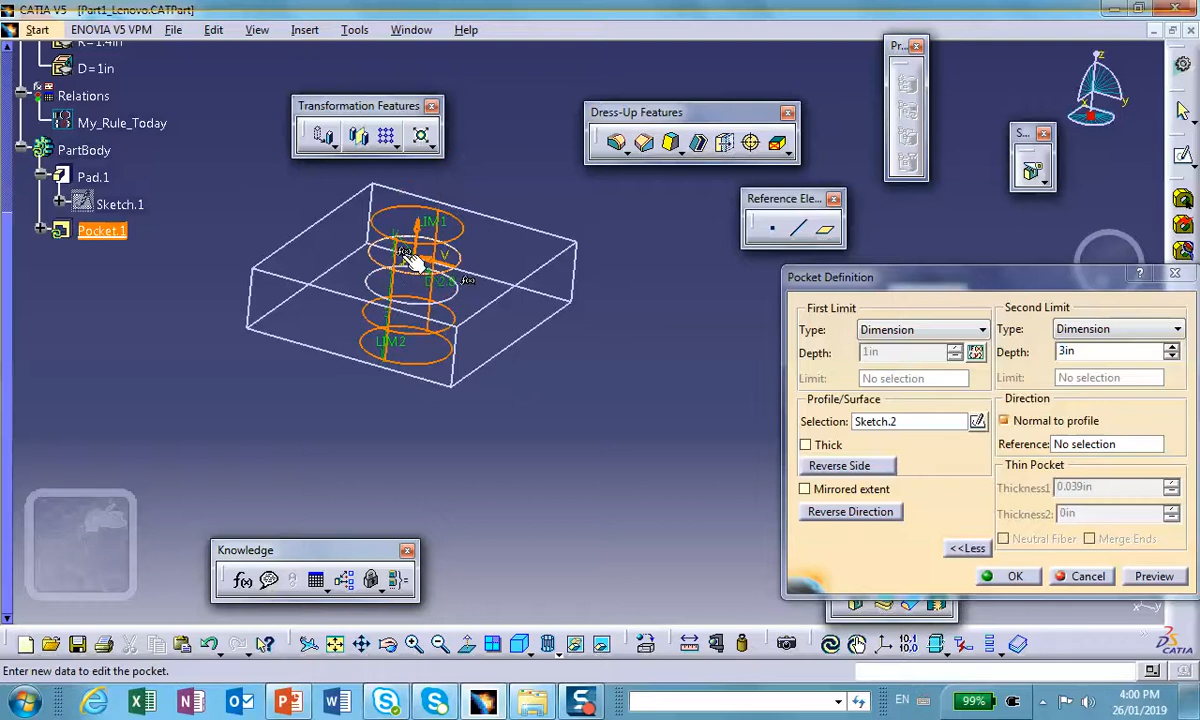 CATIA V5 - [Part1_Lenovo.CATPart]
Start ENOVIA V5 VPM File Edit View Insert Tools Window Help
R=1.4in
D=1in
Relations
My_Rule_Today
PartBody
Pad.1
Sketch.1
Pocket.1
Transformation Features
Dress-Up Features
Pr...
S...
Reference Ele...
z
x
y
LIM1
V
LIM2
Pocket Definition
?
First Limit
Type: Dimension
Depth: 1in
Limit: No selection
Profile/Surface
Selection: Sketch.2
Thick
Reverse Side
Mirrored extent
Reverse Direction
<<Less
Second Limit
Type: Dimension
Depth: 3in
Limit: No selection
Direction
Normal to profile
Reference: No selection
Thin Pocket
Thickness1 0.039in
Thickness2: 0in
Neutral Fiber Merge Ends
OK Cancel Preview
Knowledge
f(x)
10.1
CATIA
Enter new data to edit the pocket.
EN
99%
4:00 PM
26/01/2019